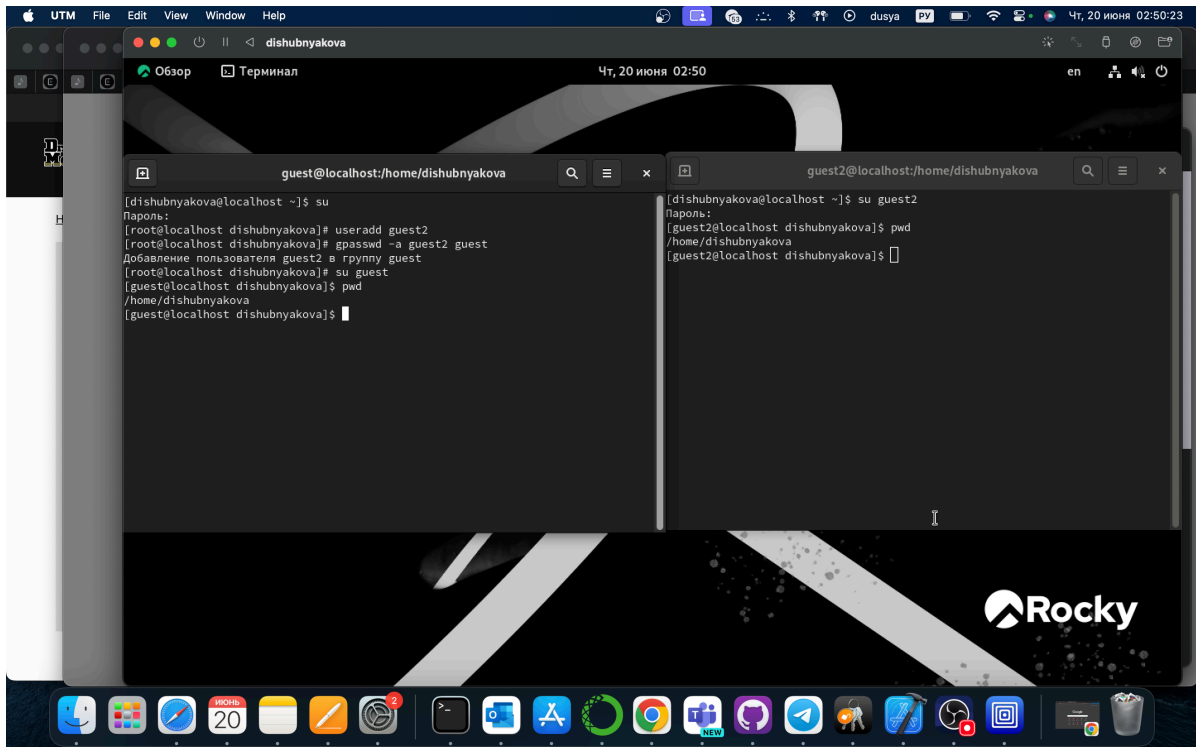 UTM File Edit View Window Help
63
dusya
РУ
Чт, 20 июня 02:50:23
dishubnyakova
Обзор
Терминал
Чт, 20 июня 02:50
en
guest@localhost:/home/dishubnyakova
[dishubnyakova@localhost ~]$ su
Пароль:
[root@localhost dishubnyakova]# useradd guest2
[root@localhost dishubnyakova]# gpasswd -a guest2 guest
Добавление пользователя guest2 в группу guest
[root@localhost dishubnyakova]# su guest
[guest@localhost dishubnyakova]$ pwd
/home/dishubnyakova
[guest@localhost dishubnyakova]$
guest2@localhost:/home/dishubnyakova
[dishubnyakova@localhost ~]$ su guest2
Пароль:
[guest2@localhost dishubnyakova]$ pwd
/home/dishubnyakova
[guest2@localhost dishubnyakova]$
Rocky
ИЮНЬ
20
2
NEW